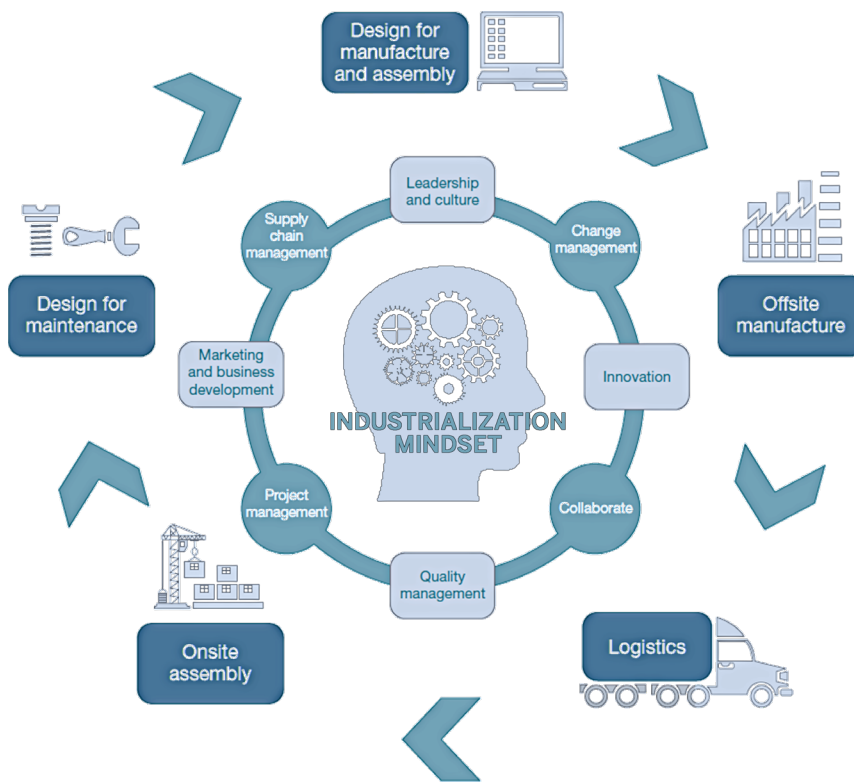 Design for
manufacture
and assembly
Leadership
and culture
Supply
chain
management
Change
management
Design for
maintenance
Offsite
manufacture
Marketing
and business
development
Innovation
INDUSTRIALIZATION
MINDSET
Project
management
Collaborate
Quality
management
Onsite
assembly
Logistics